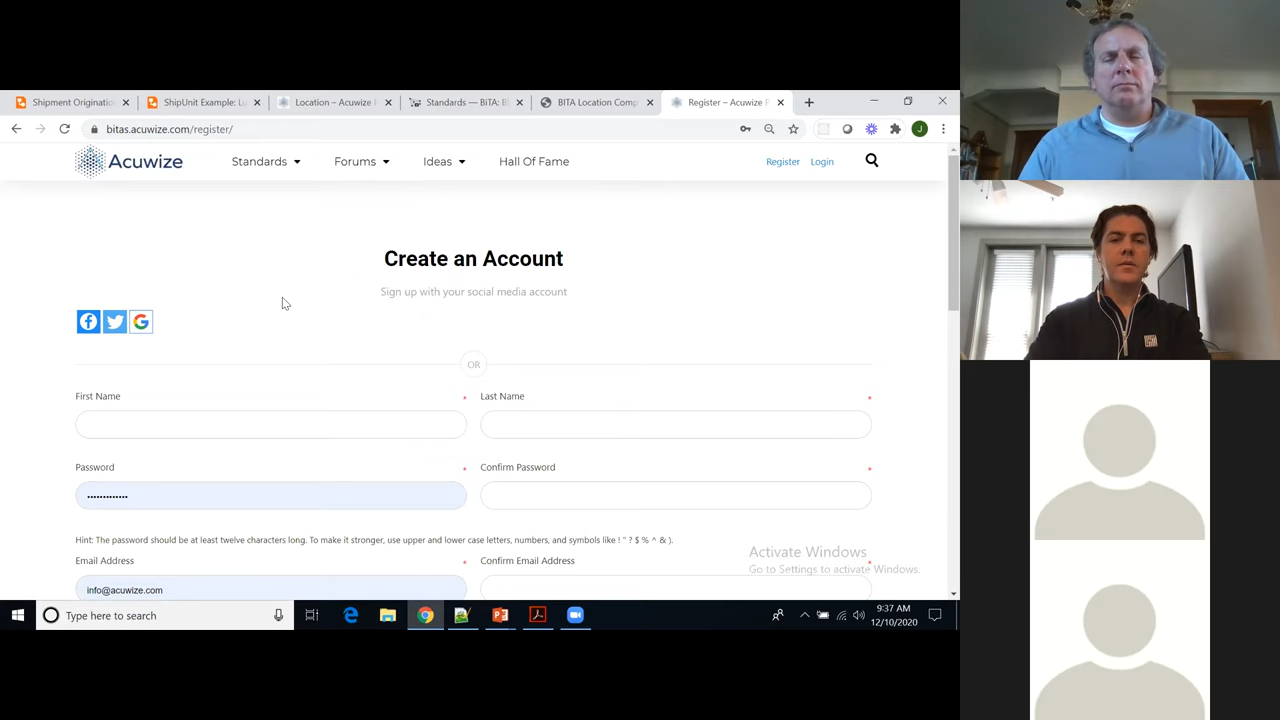 Shipment Originatio
ShipUnit Example: Lu
Location – Acuwize F
Standards — BiTA: Bl
BITA Location Comp
Register – Acuwize F
bitas.acuwize.com/register/
J
Acuwize
Standards
Forums
Ideas
Hall Of Fame
Register
Login
Create an Account
Sign up with your social media account
OR
First Name *
Last Name *
Password *
Confirm Password *
•••••••••••••
Hint: The password should be at least twelve characters long. To make it stronger, use upper and lower case letters, numbers, and symbols like ! " ? $ % ^ & ).
Email Address *
Confirm Email Address *
info@acuwize.com
Activate Windows
Go to Settings to activate Windows.
Type here to search
9:37 AM
12/10/2020